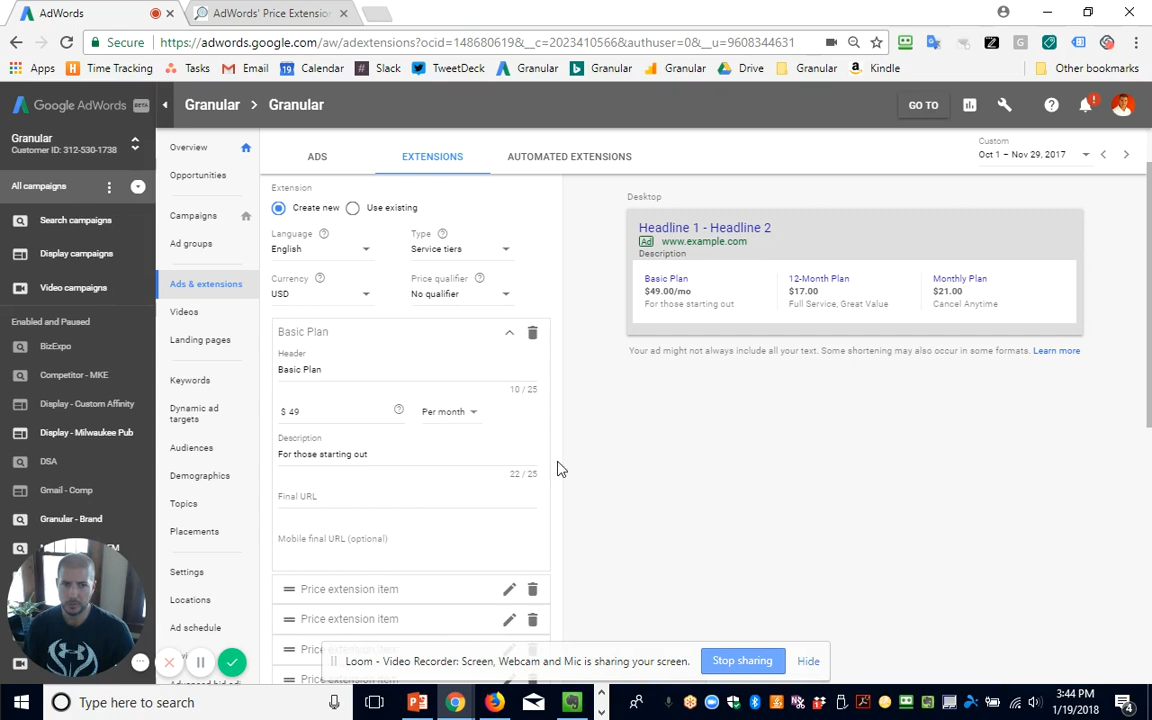 AdWords
AdWords' Price Extension
Secure
https://adwords.google.com/aw/adextensions?ocid=148680619&__c=2023410566&authuser=0&__u=9608344631
Apps
Time Tracking
Tasks
Email
Calendar
Slack
TweetDeck
Granular
Granular
Granular
Drive
Granular
Kindle
Other bookmarks
Google AdWords BETA
Granular > Granular
GO TO
Granular
Customer ID: 312-530-1738
All campaigns
Search campaigns
Display campaigns
Video campaigns
Enabled and Paused
BizExpo
Competitor - MKE
Display - Custom Affinity
Display - Milwaukee Pub
DSA
Gmail - Comp
Granular - Brand
Overview
Opportunities
Campaigns
Ad groups
Ads & extensions
Videos
Landing pages
Keywords
Dynamic ad
targets
Audiences
Demographics
Topics
Placements
Settings
Locations
Ad schedule
ADS
EXTENSIONS
AUTOMATED EXTENSIONS
Custom
Oct 1 – Nov 29, 2017
Extension
Create new
Use existing
Language
Type
English
Service tiers
Currency
Price qualifier
USD
No qualifier
Basic Plan
Header
Basic Plan
10 / 25
$ 49
Per month
Description
For those starting out
22 / 25
Final URL
Mobile final URL (optional)
Price extension item
Price extension item
Desktop
Headline 1 - Headline 2
Ad www.example.com
Description
Basic Plan
$49.00/mo
For those starting out
12-Month Plan
$17.00
Full Service, Great Value
Monthly Plan
$21.00
Cancel Anytime
Your ad might not always include all your text. Some shortening may also occur in some formats. Learn more
Loom - Video Recorder: Screen, Webcam and Mic is sharing your screen.
Stop sharing
Hide
Type here to search
3:44 PM
1/19/2018
4